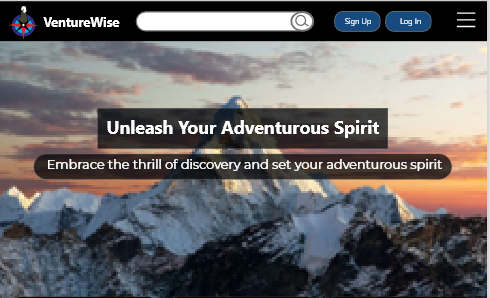 VentureWise
Sign Up
Log In
Unleash Your Adventurous Spirit
Embrace the thrill of discovery and set your adventurous spirit